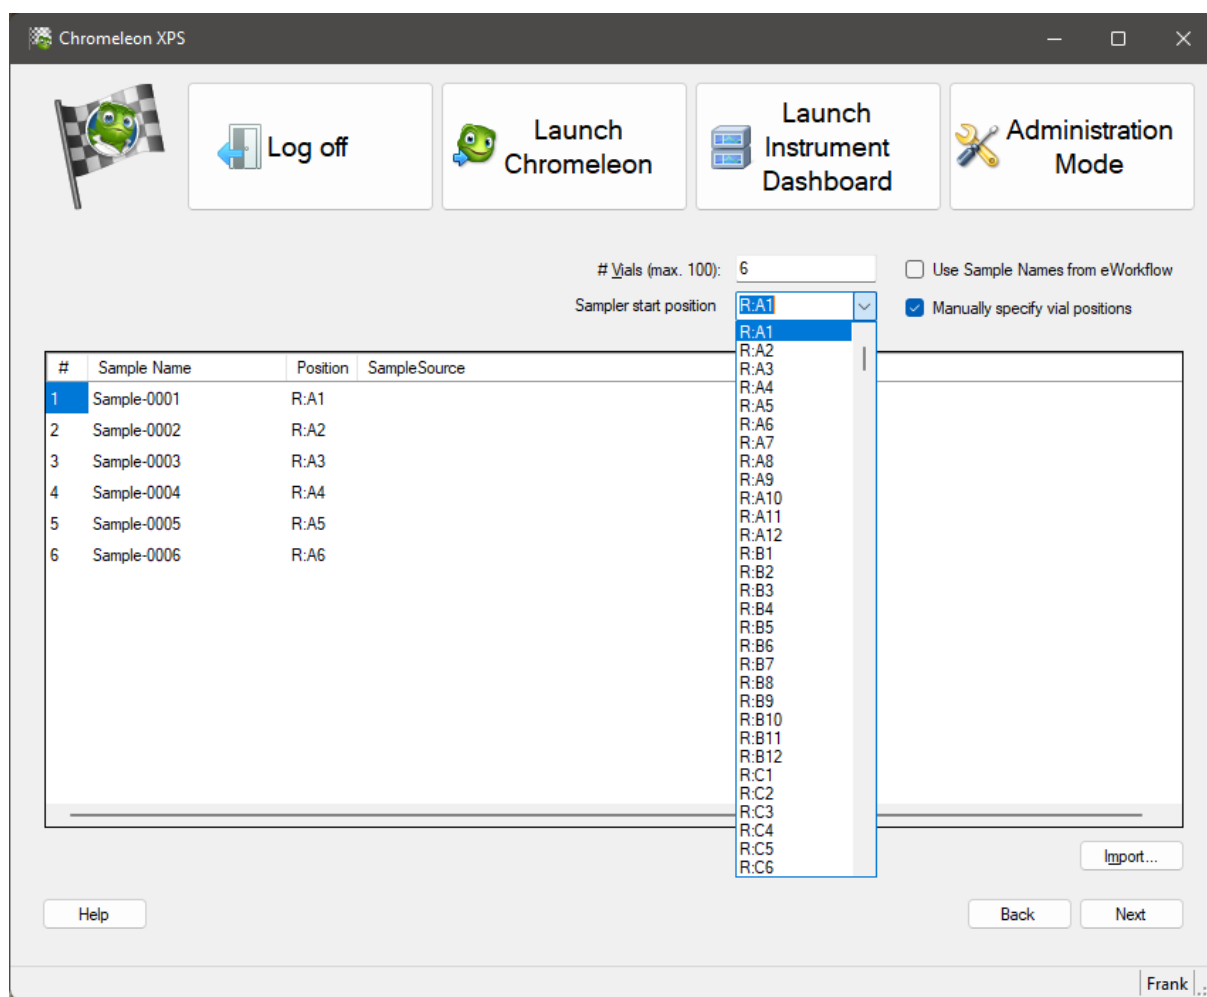 Chromeleon XPS
Log off
Launch
Chromeleon
Launch
Instrument
Dashboard
Administration
Mode
# Vials (max. 100): 6
Use Sample Names from eWorkflow
Sampler start position R:A1
Manually specify vial positions
R:A1
R:A2
R:A3
R:A4
R:A5
R:A6
R:A7
R:A8
R:A9
R:A10
R:A11
R:A12
R:B1
R:B2
R:B3
R:B4
R:B5
R:B6
R:B7
R:B8
R:B9
R:B10
R:B11
R:B12
R:C1
R:C2
R:C3
R:C4
R:C5
R:C6
# Sample Name Position SampleSource
1 Sample-0001 R:A1
2 Sample-0002 R:A2
3 Sample-0003 R:A3
4 Sample-0004 R:A4
5 Sample-0005 R:A5
6 Sample-0006 R:A6
Import...
Help
Back
Next
Frank